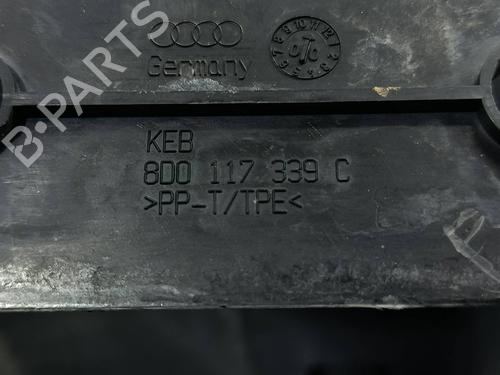 Germany
KEB
8D0 117 339 C
>PP-T/TPE<
B-PARTS